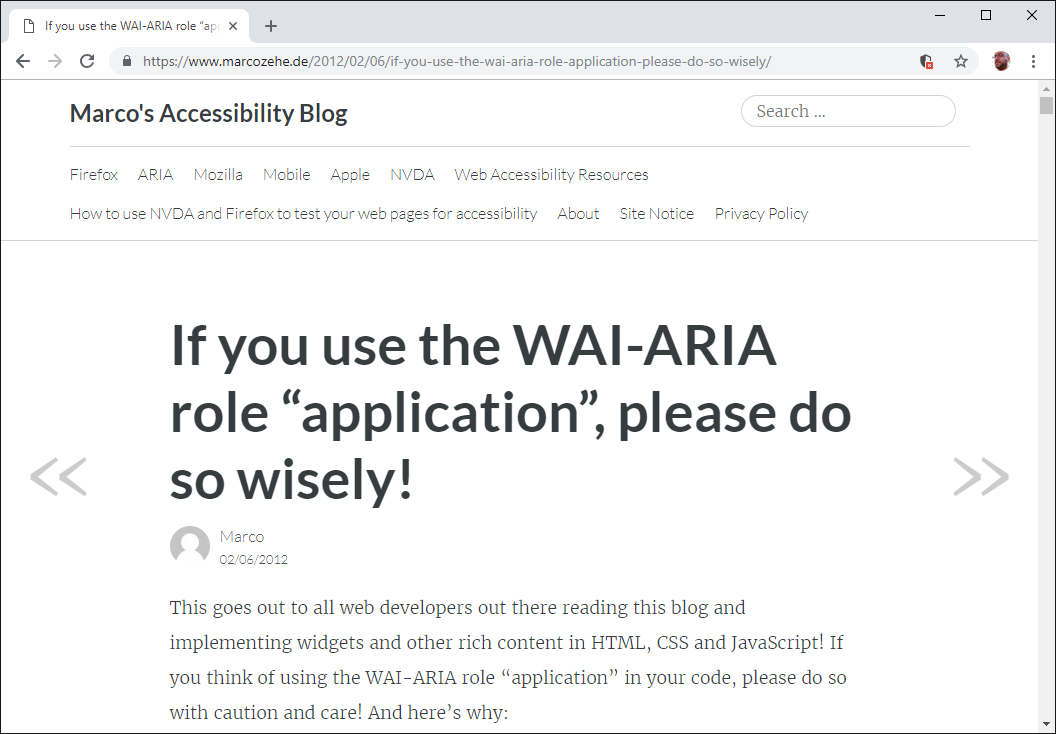 If you use the WAI-ARIA role “ap
https://www.marcozehe.de/2012/02/06/if-you-use-the-wai-aria-role-application-please-do-so-wisely/
Marco's Accessibility Blog
Search ...
Firefox ARIA Mozilla Mobile Apple NVDA Web Accessibility Resources
How to use NVDA and Firefox to test your web pages for accessibility About Site Notice Privacy Policy
If you use the WAI-ARIA
role “application”, please do
so wisely!
<< >>
Marco
02/06/2012
This goes out to all web developers out there reading this blog and
implementing widgets and other rich content in HTML, CSS and JavaScript! If
you think of using the WAI-ARIA role “application” in your code, please do so
with caution and care! And here’s why: